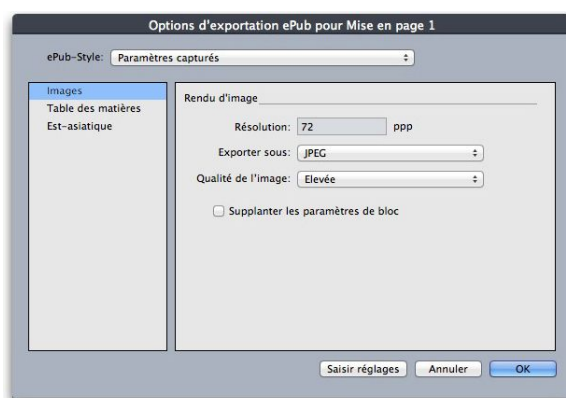 Options d'exportation ePub pour Mise en page 1
ePub-Style: Paramètres capturés
Images
Table des matières
Est-asiatique
Rendu d'image
Résolution: 72 ppp
Exporter sous: JPEG
Qualité de l'image: Elevée
Supplanter les paramètres de bloc
Saisir réglages Annuler OK